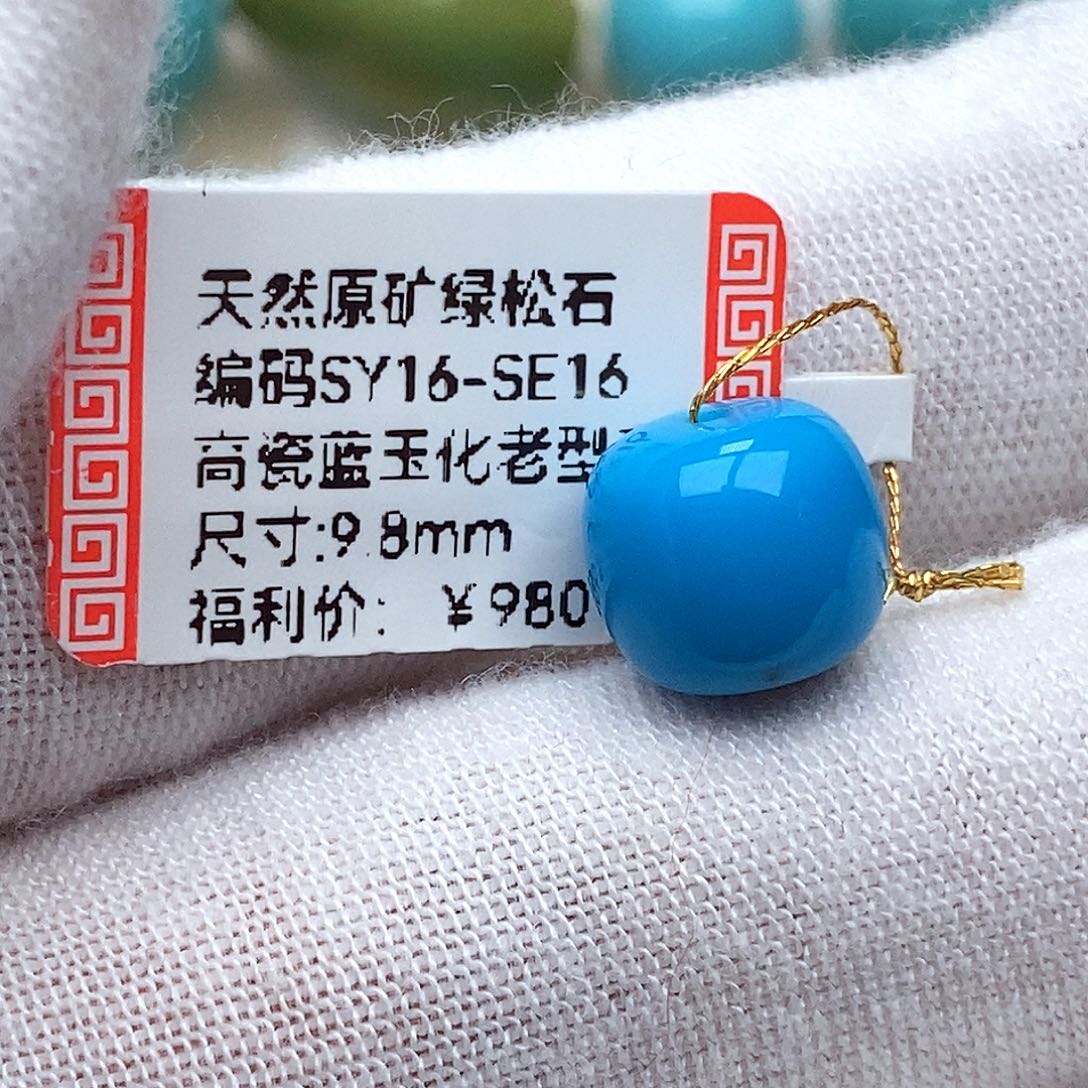 天然原矿绿松石
编码SY16-SE16
高瓷蓝玉化老型
尺寸:9.8mm
福利价: ¥980